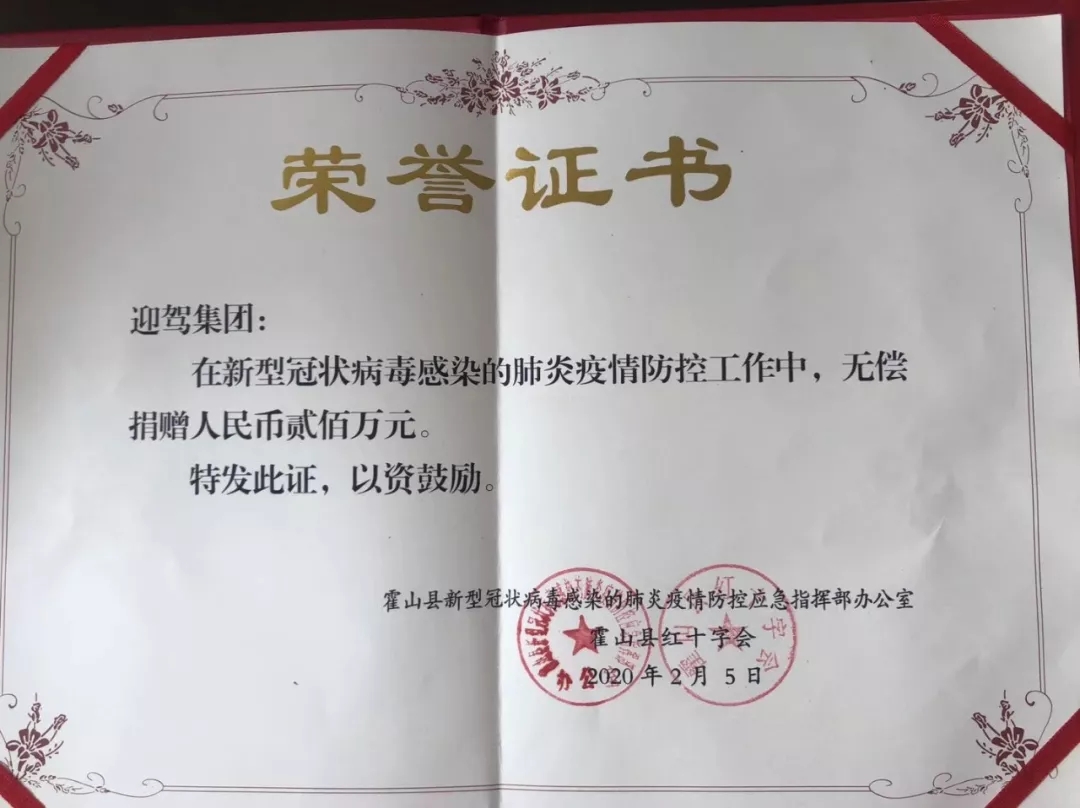 荣誉证书
迎驾集团：
在新型冠状病毒感染的肺炎疫情防控工作中，无偿
捐赠人民币贰佰万元。
特发此证，以资鼓励。
霍山县新型冠状病毒感染的肺炎疫情防控应急指挥部办公室
霍山县红十字会
2020年2月5日
办公室